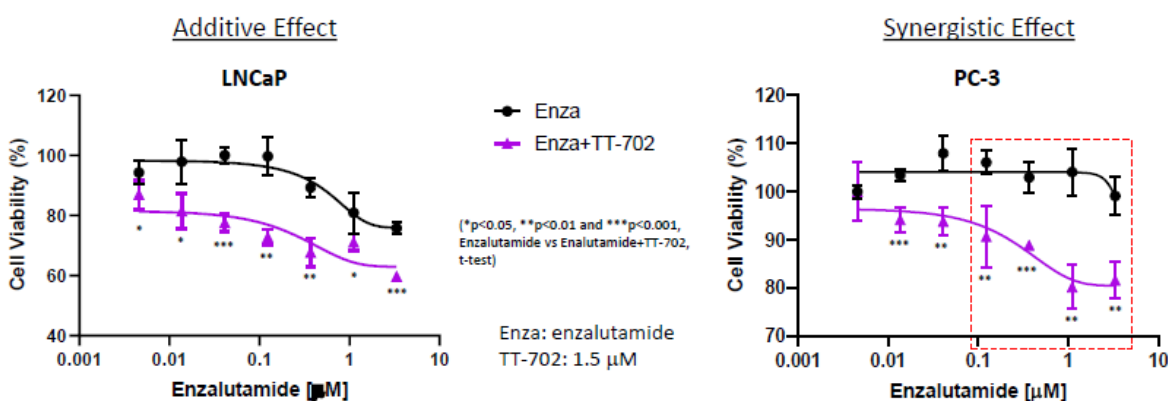 Additive Effect
LNCaP
120
100
80
60
40
Cell Viability (%)
* * *** ** ** * ***
0.001 0.01 0.1 1 10
Enzalutamide [M]
Enza
Enza+TT-702
(*p<0.05, **p<0.01 and ***p<0.001,
Enzalutamide vs Enalutamide+TT-702,
t-test)
Enza: enzalutamide
TT-702: 1.5 μM
Synergistic Effect
PC-3
120
110
100
90
80
70
Cell Viability (%)
*** ** ** *** ** **
0.001 0.01 0.1 1 10
Enzalutamide [μM]